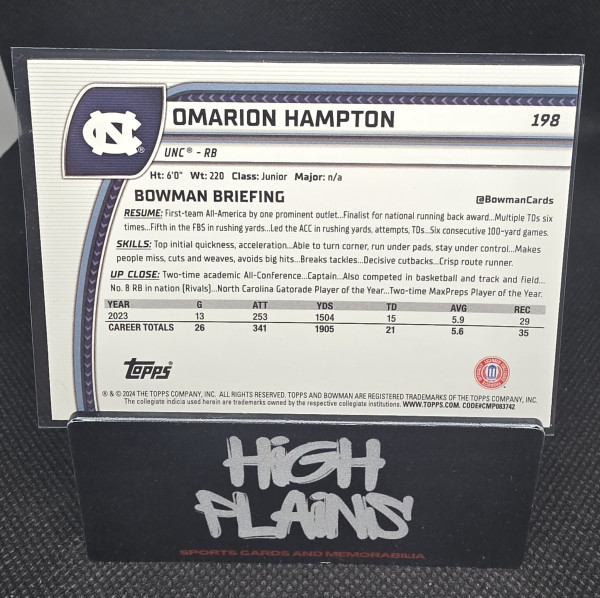 NC
OMARION HAMPTON
198
UNC® - RB
Ht: 6'0" Wt: 220 Class: Junior Major: n/a
BOWMAN BRIEFING
@BowmanCards
RESUME: First-team All-America by one prominent outlet...Finalist for national running back award...Multiple TDs six
times...Fifth in the FBS in rushing yards...Led the ACC in rushing yards, attempts, TDs...Six consecutive 100-yard games.
SKILLS: Top initial quickness, acceleration...Able to turn corner, run under pads, stay under control...Makes
people miss, cuts and weaves, avoids big hits...Breaks tackles...Decisive cutbacks...Crisp route runner.
UP CLOSE: Two-time academic All-Conference...Captain...Also competed in basketball and track and field...
No. 8 RB in nation (Rivals)...North Carolina Gatorade Player of the Year...Two-time MaxPreps Player of the Year.
YEAR G ATT YDS TD AVG REC
2023 13 253 1504 15 5.9 29
CAREER TOTALS 26 341 1905 21 5.6 35
Topps®
® & © 2024 THE TOPPS COMPANY, INC. ALL RIGHTS RESERVED. TOPPS AND BOWMAN ARE REGISTERED TRADEMARKS OF THE TOPPS COMPANY, INC.
The collegiate indicia used herein are trademarks owned by the respective collegiate institutions. WWW.TOPPS.COM. CODE#CMP083742
HIGH
PLAINS
SPORTS CARDS AND MEMORABILIA